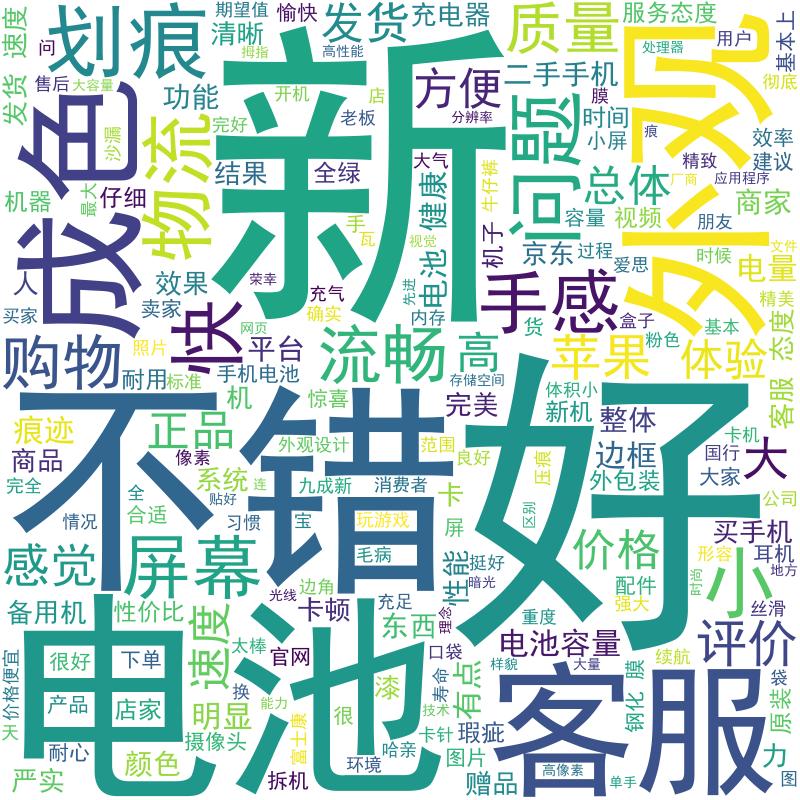 速度
问
划痕
期望值
清晰
愉快
拇指
发货
高性能
充电器
质量
服务态度
处理器
用户
基本上
彻底
外观
发货
售后
大容量
成色
功能
开机
店
完好
老板
新
方便
分辨率
二手手机
膜
时间
小屏
痕
效率
建议
沙漏
物流
结果
全绿
大气
健康
牛仔裤
问题
总体
精致
厂商
应用程序
机器
最大
仔细
手
瓦
视觉
机子
容量
视频
朋友
商家
人
买家
效果
卖家
荣幸
充气
确实
先进
电池
内存
京东
过程
爱思
时候
电量
文件
精美
态度
快
网页
照片
平台
手感
货
盒子
基本
粉色
购物
耐用
标准
手机电池
流畅
高
存储空间
苹果
体验
客服
不错
机
惊喜
完美
体积小
新机
整体
卡机
痕迹
正品
外观设计
范围
良好
压痕
边框
国行
大
商品
像素
系统
连
九成新
消费者
卡
外包装
大家
完全
全
合适
贴好
好
区别
公司
情况
习惯
宝
玩游戏
屏
买手机
感觉
屏幕
毛病
性能
挺好
价格
形容
耳机
地方
暗光
小
配件
时尚
备用机
性价比
光线
边角
卡顿
充足
东西
理念
重度
强大
丝滑
电池
速度
太棒
官网
口袋
电池容量
评价
价格便宜
很好
下单
换
样貌
大量
膜
续航
天
产品
店家
明显
能力
很
漆
寿命
有点
客服
钢化
袋
原装
耐心
摄像头
富士康
技术
卡针
瑕疵
严实
颜色
拆机
环境
哈亲
图片
赠品
高像素
单手
力
图